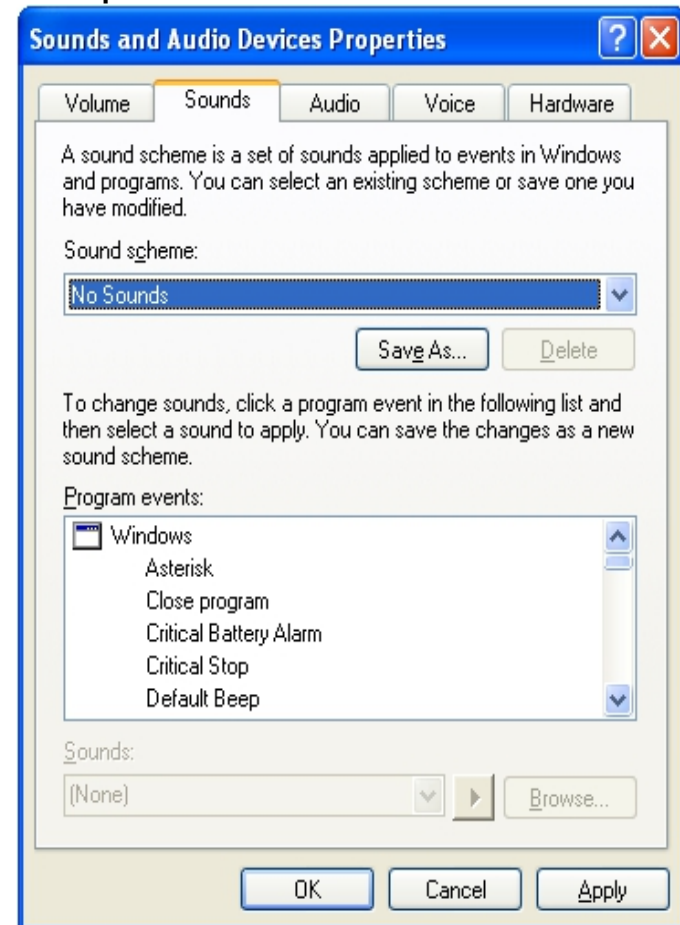 Sounds and Audio Devices Properties
Volume Sounds Audio Voice Hardware
A sound scheme is a set of sounds applied to events in Windows
and programs. You can select an existing scheme or save one you
have modified.
Sound scheme:
No Sounds
Save As... Delete
To change sounds, click a program event in the following list and
then select a sound to apply. You can save the changes as a new
sound scheme.
Program events:
Windows
Asterisk
Close program
Critical Battery Alarm
Critical Stop
Default Beep
Sounds:
(None) Browse...
OK Cancel Apply